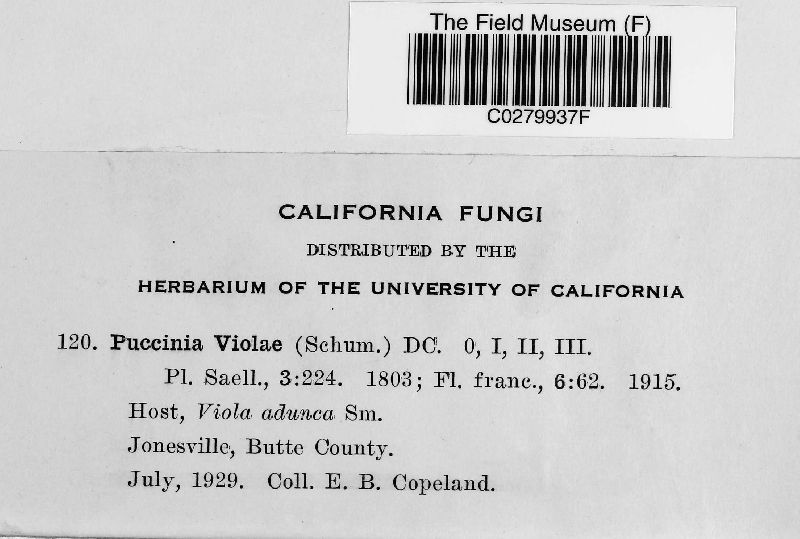 The Field Museum (F)
C0279937F
CALIFORNIA FUNGI
DISTRIBUTED BY THE
HERBARIUM OF THE UNIVERSITY OF CALIFORNIA
120. Puccinia Violae (Schum.) DC. 0, I, II, III.
Pl. Saell., 3:224. 1803; Fl. franc., 6:62. 1915.
Host, Viola adunca Sm.
Jonesville, Butte County.
July, 1929. Coll. E. B. Copeland.